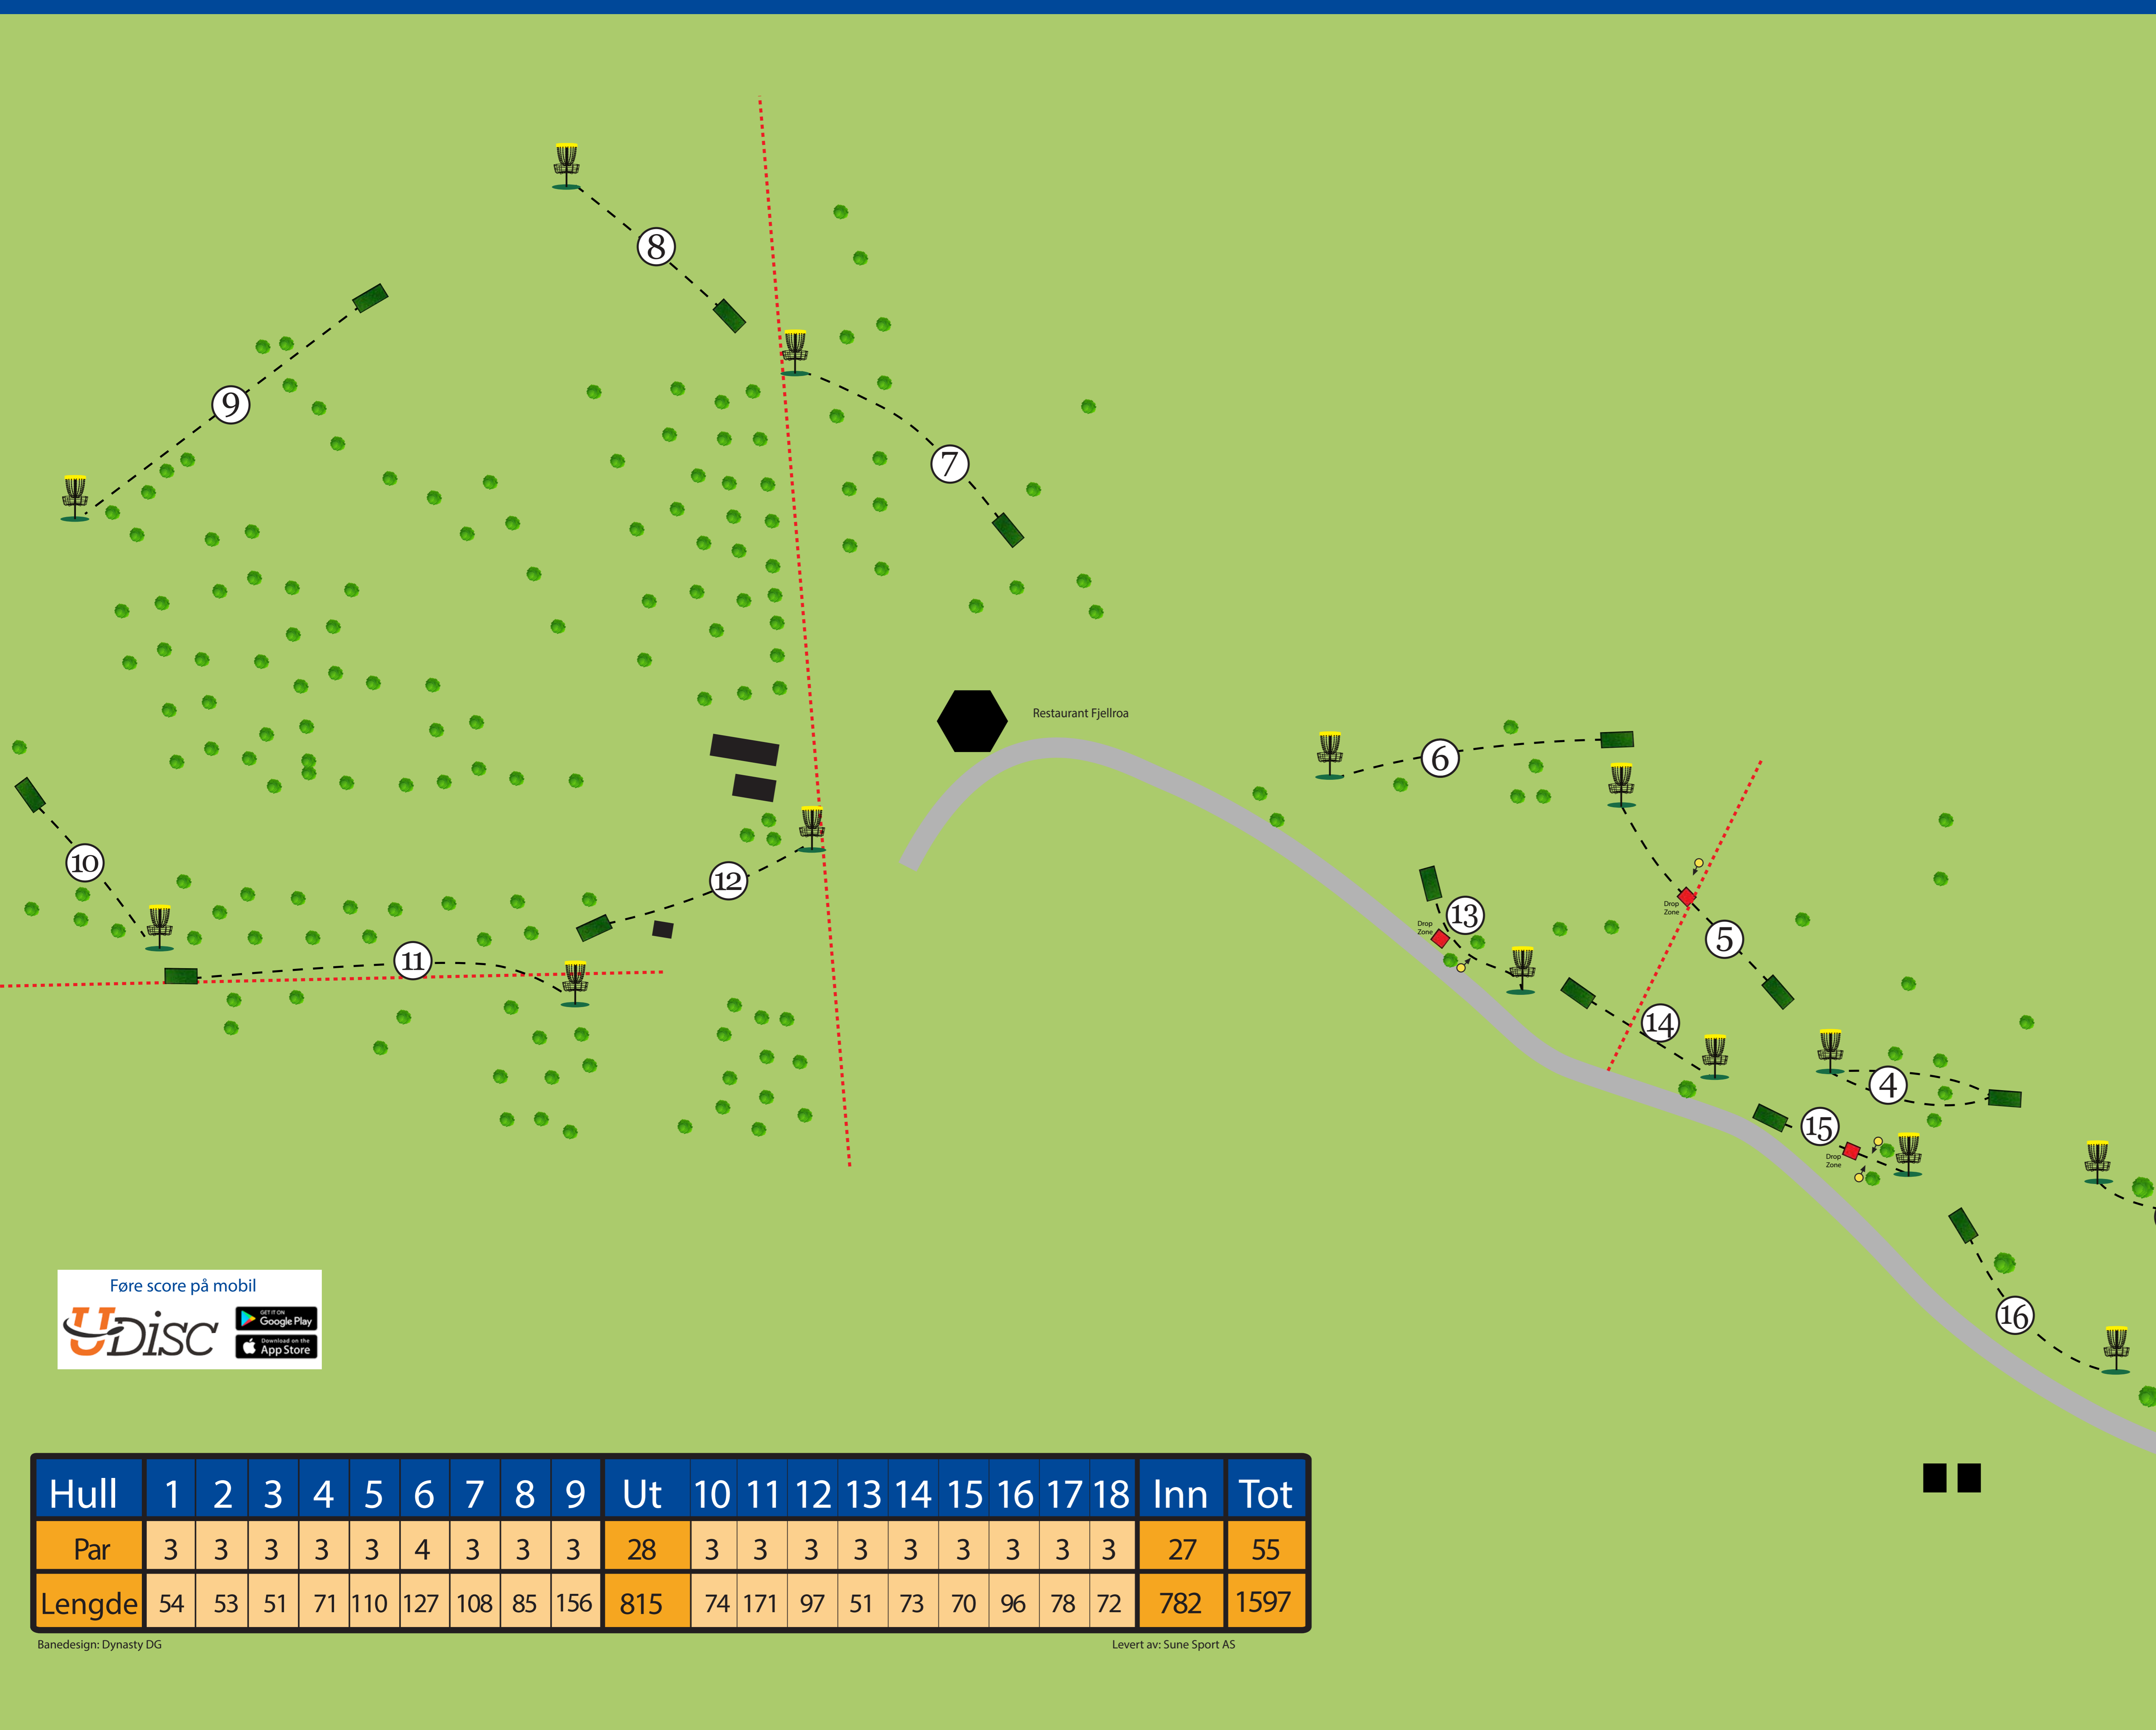 8
9
7
Restaurant Fjellroa
6
10
12
13
Drop
Zone
Drop
Zone
5
11
14
4
15
Drop
Zone
16
Føre score på mobil
UDisc
GET IT ON
Google Play
Download on the
App Store
Hull 1 2 3 4 5 6 7 8 9 Ut 10 11 12 13 14 15 16 17 18 Inn Tot
Par 3 3 3 3 3 4 3 3 3 28 3 3 3 3 3 3 3 3 3 27 55
Lengde 54 53 51 71 110 127 108 85 156 815 74 171 97 51 73 70 96 78 72 782 1597
Banedesign: Dynasty DG
Levert av: Sune Sport AS